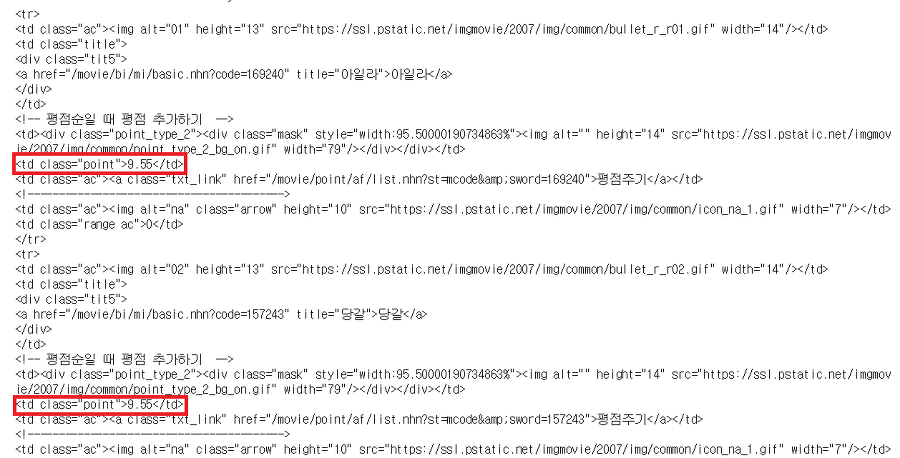 <tr>
<td class="ac"><img alt="01" height="13" src="https://ssl.pstatic.net/imgmovie/2007/img/common/bullet_r_r01.gif" width="14"/></td>
<td class="title">
<div class="tit5">
<a href="/movie/bi/mi/basic.nhn?code=169240" title="아일라">아일라</a>
</div>
</td>
<!-- 평점순일 때 평점 추가하기  -->
<td><div class="point_type_2"><div class="mask" style="width:95.50000190734863%"><img alt="" height="14" src="https://ssl.pstatic.net/imgmov
ie/2007/img/common/point_type_2_bg_on.gif" width="79"/></div></div></td>
<td class="point">9.55</td>
<td class="ac"><a class="txt_link" href="/movie/point/af/list.nhn?st=mcode&amp;sword=169240">평점주기</a></td>
<!----------------------------------------->
<td class="ac"><img alt="na" class="arrow" height="10" src="https://ssl.pstatic.net/imgmovie/2007/img/common/icon_na_1.gif" width="7"/></td>
<td class="range ac">0</td>
</tr>
<tr>
<td class="ac"><img alt="02" height="13" src="https://ssl.pstatic.net/imgmovie/2007/img/common/bullet_r_r02.gif" width="14"/></td>
<td class="title">
<div class="tit5">
<a href="/movie/bi/mi/basic.nhn?code=157243" title="당갈">당갈</a>
</div>
</td>
<!-- 평점순일 때 평점 추가하기  -->
<td><div class="point_type_2"><div class="mask" style="width:95.50000190734863%"><img alt="" height="14" src="https://ssl.pstatic.net/imgmov
ie/2007/img/common/point_type_2_bg_on.gif" width="79"/></div></div></td>
<td class="point">9.55</td>
<td class="ac"><a class="txt_link" href="/movie/point/af/list.nhn?st=mcode&amp;sword=157243">평점주기</a></td>
<!----------------------------------------->
<td class="ac"><img alt="na" class="arrow" height="10" src="https://ssl.pstatic.net/imgmovie/2007/img/common/icon_na_1.gif" width="7"/></td>